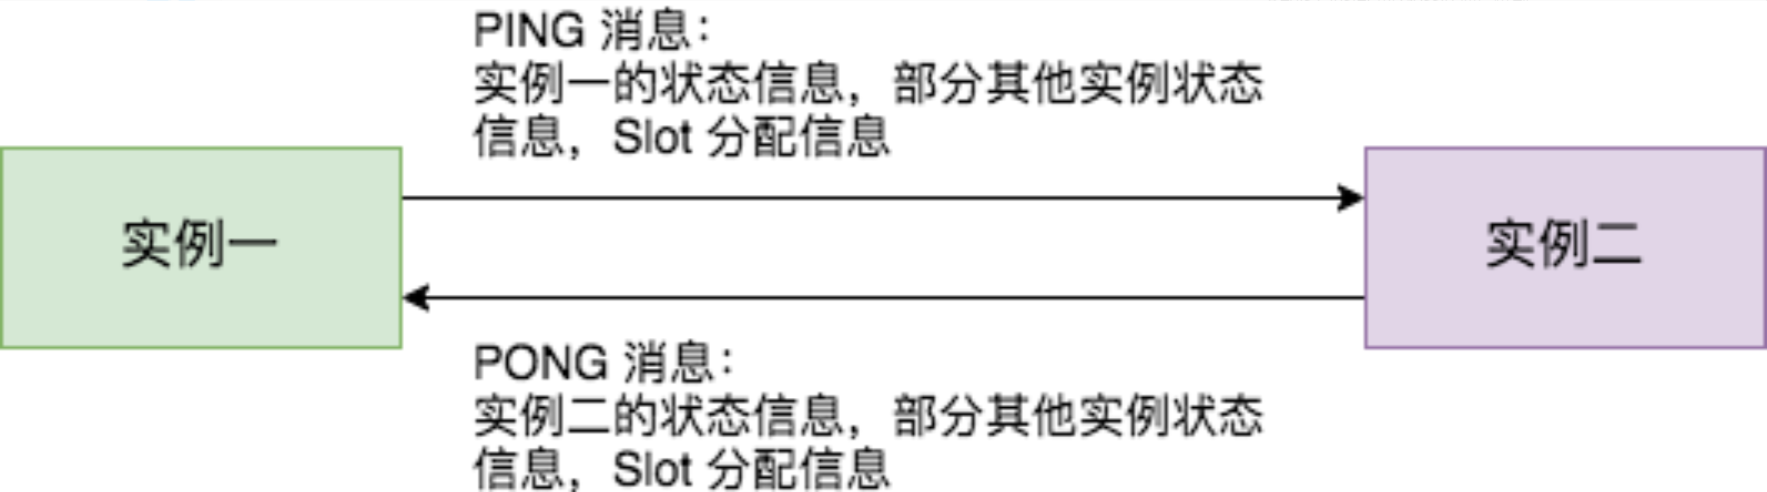 PING 消息：
实例一的状态信息，部分其他实例状态
信息，Slot 分配信息
实例一
实例二
PONG 消息：
实例二的状态信息，部分其他实例状态
信息，Slot 分配信息